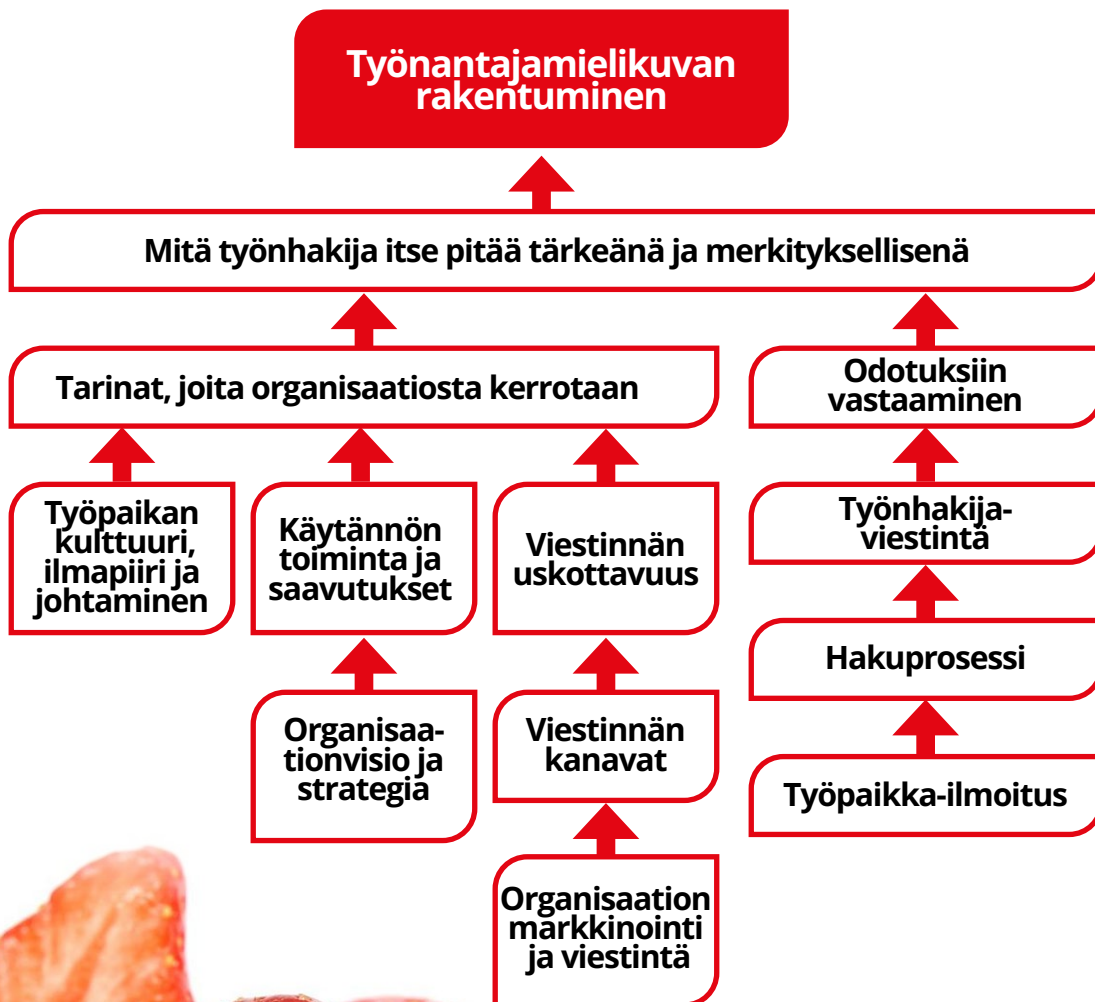 Työnantajamielikuvan
rakentuminen
Mitä työnhakija itse pitää tärkeänä ja merkityksellisenä
Tarinat, joita organisaatiosta kerrotaan
Odotuksiin
vastaaminen
Työpaikan
kulttuuri,
ilmapiiri ja
johtaminen
Käytännön
toiminta ja
saavutukset
Viestinnän
uskottavuus
Työnhakija-
viestintä
Hakuprosessi
Organisaa-
tionvisio ja
strategia
Viestinnän
kanavat
Työpaikka-ilmoitus
Organisaation
markkinointi
ja viestintä